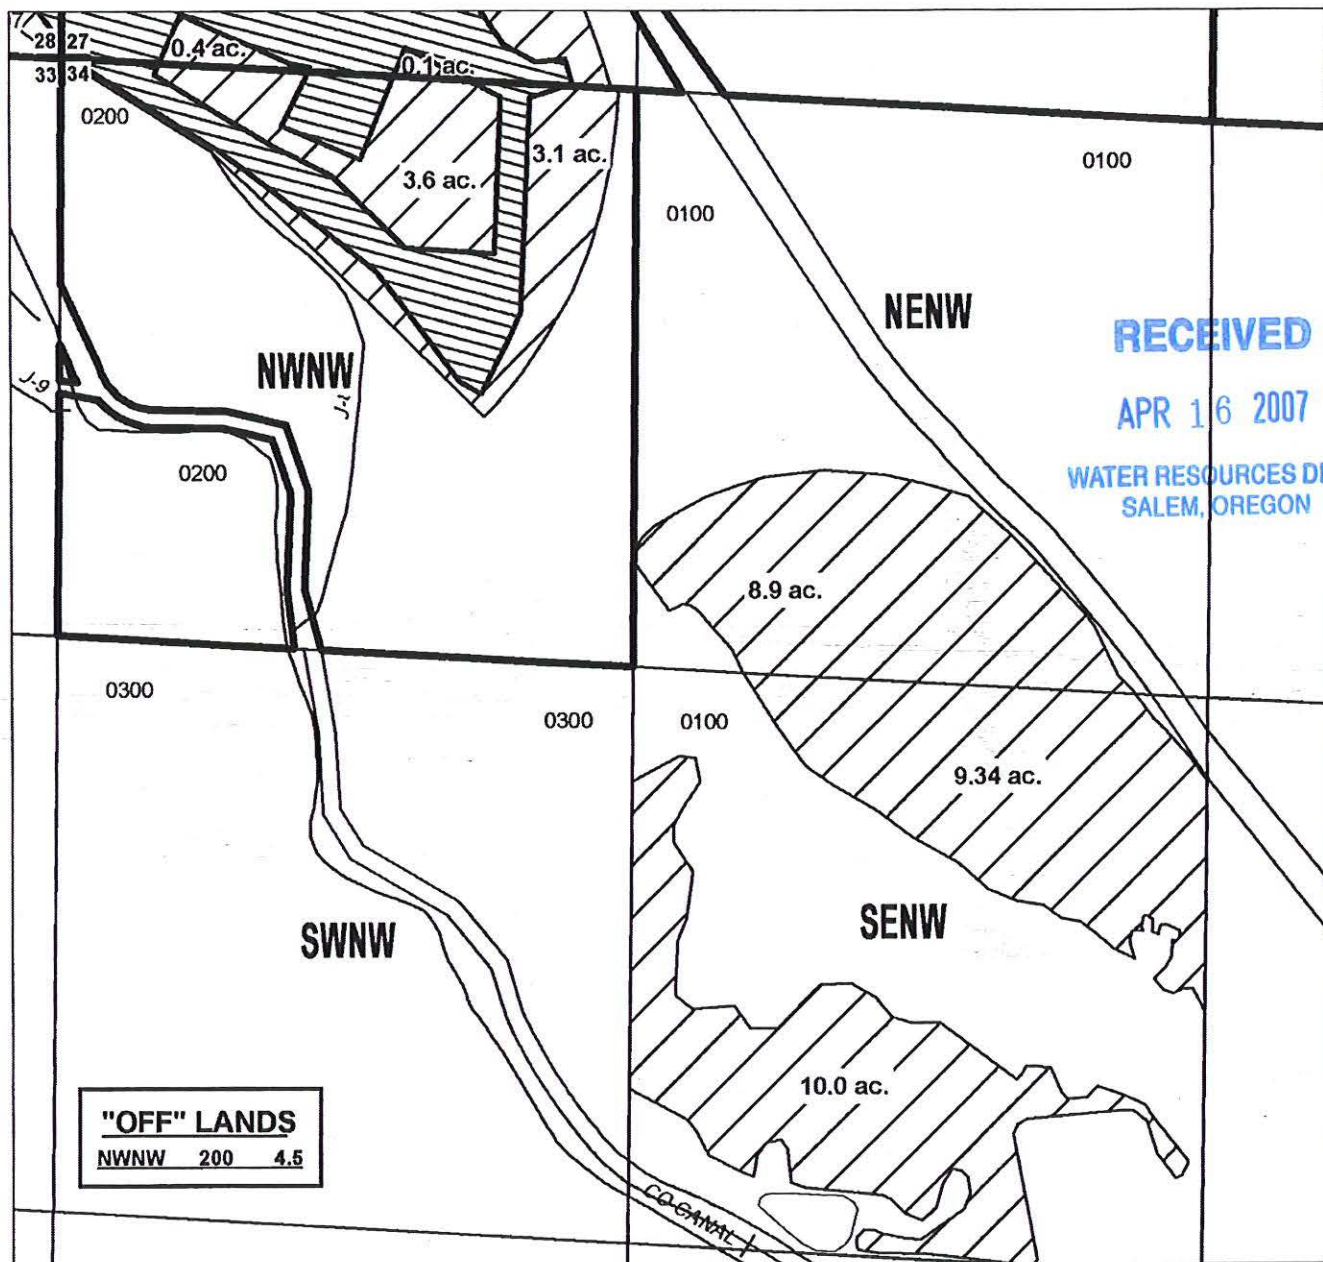 28 27
33 34
0.4 ac.
0.1 ac.
0200
3.6 ac.
3.1 ac.
0100
0100
NENW
RECEIVED
APR 16 2007
WATER RESOURCES
SALEM, OREGON
NWNW
J-9
J-1
0200
8.9 ac.
0300
0300
0100
9.34 ac.
SWNW
SENW
10.0 ac.
"OFF" LANDS
NWNW 200 4.5
CO CANAL